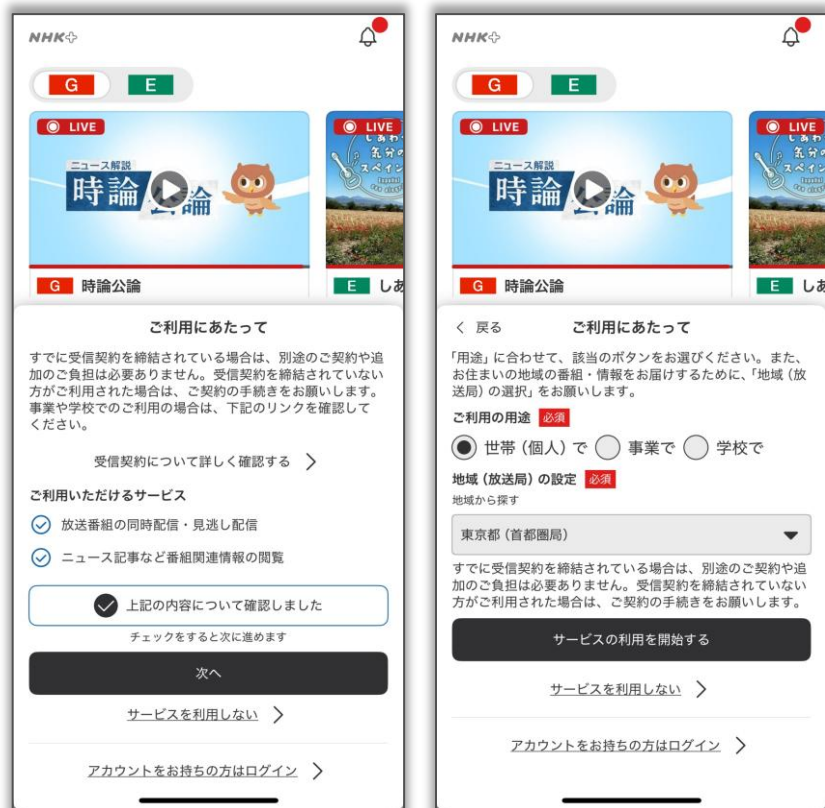 NHK+
G E
LIVE
ニュース解説
時論公論
LIVE
しあわ
気分の
スペイン
G 時論公論
E しあ
ご利用にあたって
すでに受信契約を締結されている場合は、別途のご契約や追
加のご負担は必要ありません。受信契約を締結されていない
方がご利用された場合は、ご契約の手続きをお願いします。
事業や学校でのご利用の場合は、下記のリンクを確認して
ください。
受信契約について詳しく確認する >
ご利用いただけるサービス
放送番組の同時配信・見逃し配信
ニュース記事など番組関連情報の閲覧
上記の内容について確認しました
チェックをすると次に進めます
次へ
サービスを利用しない >
アカウントをお持ちの方はログイン >
NHK+
G E
LIVE
ニュース解説
時論公論
LIVE
しあわ
気分の
スペイン
G 時論公論
E しあ
< 戻る ご利用にあたって
「用途」に合わせて、該当のボタンをお選びください。また、
お住まいの地域の番組・情報をお届けするために、「地域（放
送局）の選択」をお願いします。
ご利用の用途 必須
世帯（個人）で 事業で 学校で
地域（放送局）の設定 必須
地域から探す
東京都（首都圏局）
すでに受信契約を締結されている場合は、別途のご契約や追
加のご負担は必要ありません。受信契約を締結されていない
方がご利用された場合は、ご契約の手続きをお願いします。
サービスの利用を開始する
サービスを利用しない >
アカウントをお持ちの方はログイン >